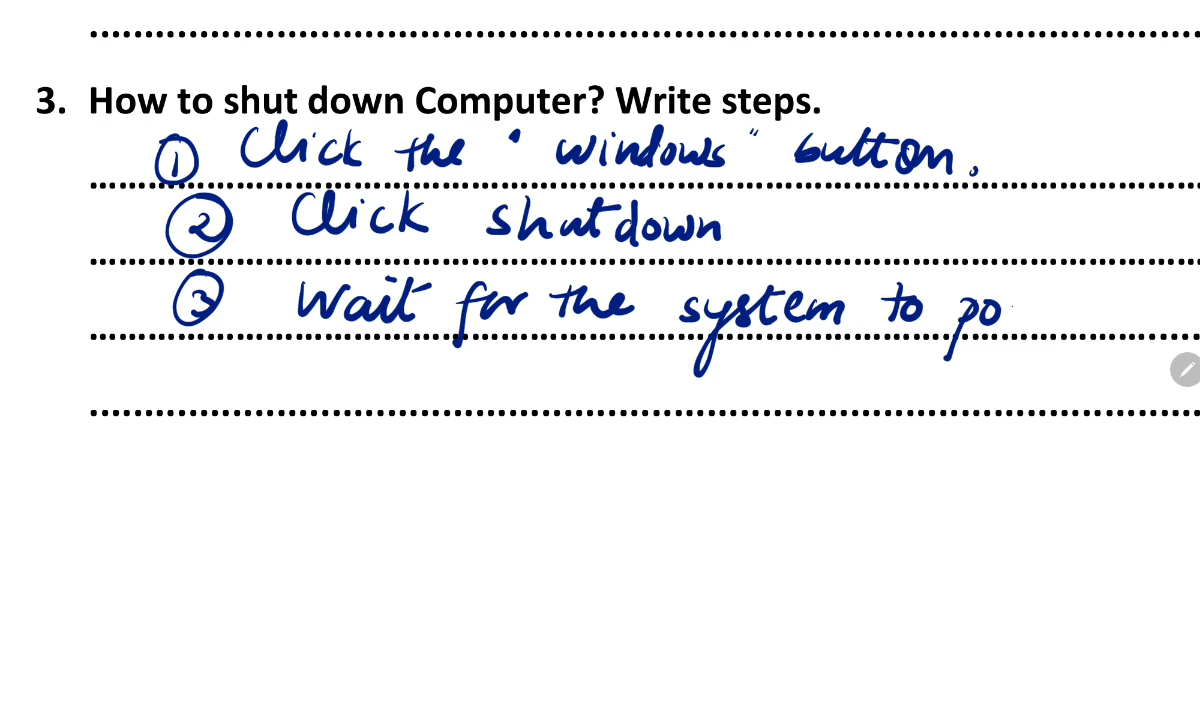 3. How to shut down Computer? Write steps.
① Click the " windows " button.
② Click shutdown
③ Wait for the system to po